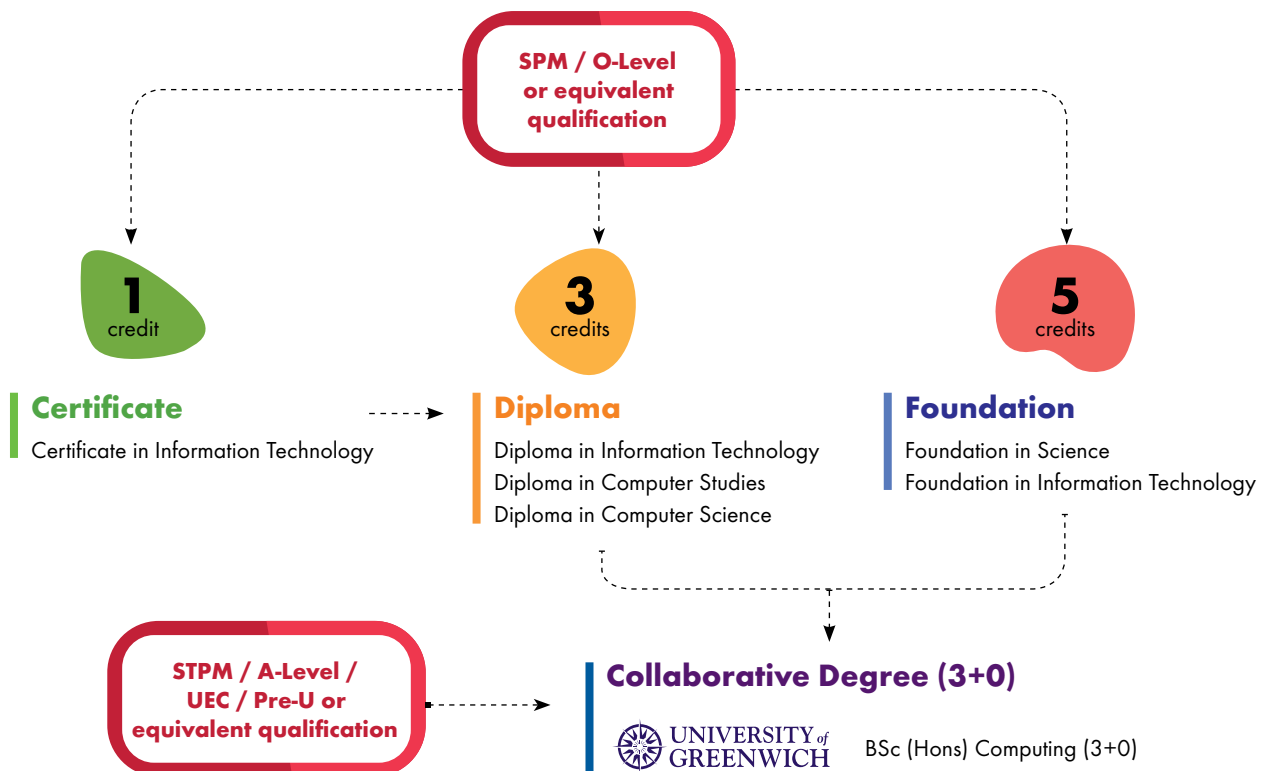 SPM / O-Level
or equivalent
qualification
1
credit
3
credits
5
credits
Certificate
Certificate in Information Technology
Diploma
Diploma in Information Technology
Diploma in Computer Studies
Diploma in Computer Science
Foundation
Foundation in Science
Foundation in Information Technology
STPM / A-Level /
UEC / Pre-U or
equivalent qualification
Collaborative Degree (3+0)
UNIVERSITY of
GREENWICH
BSc (Hons) Computing (3+0)